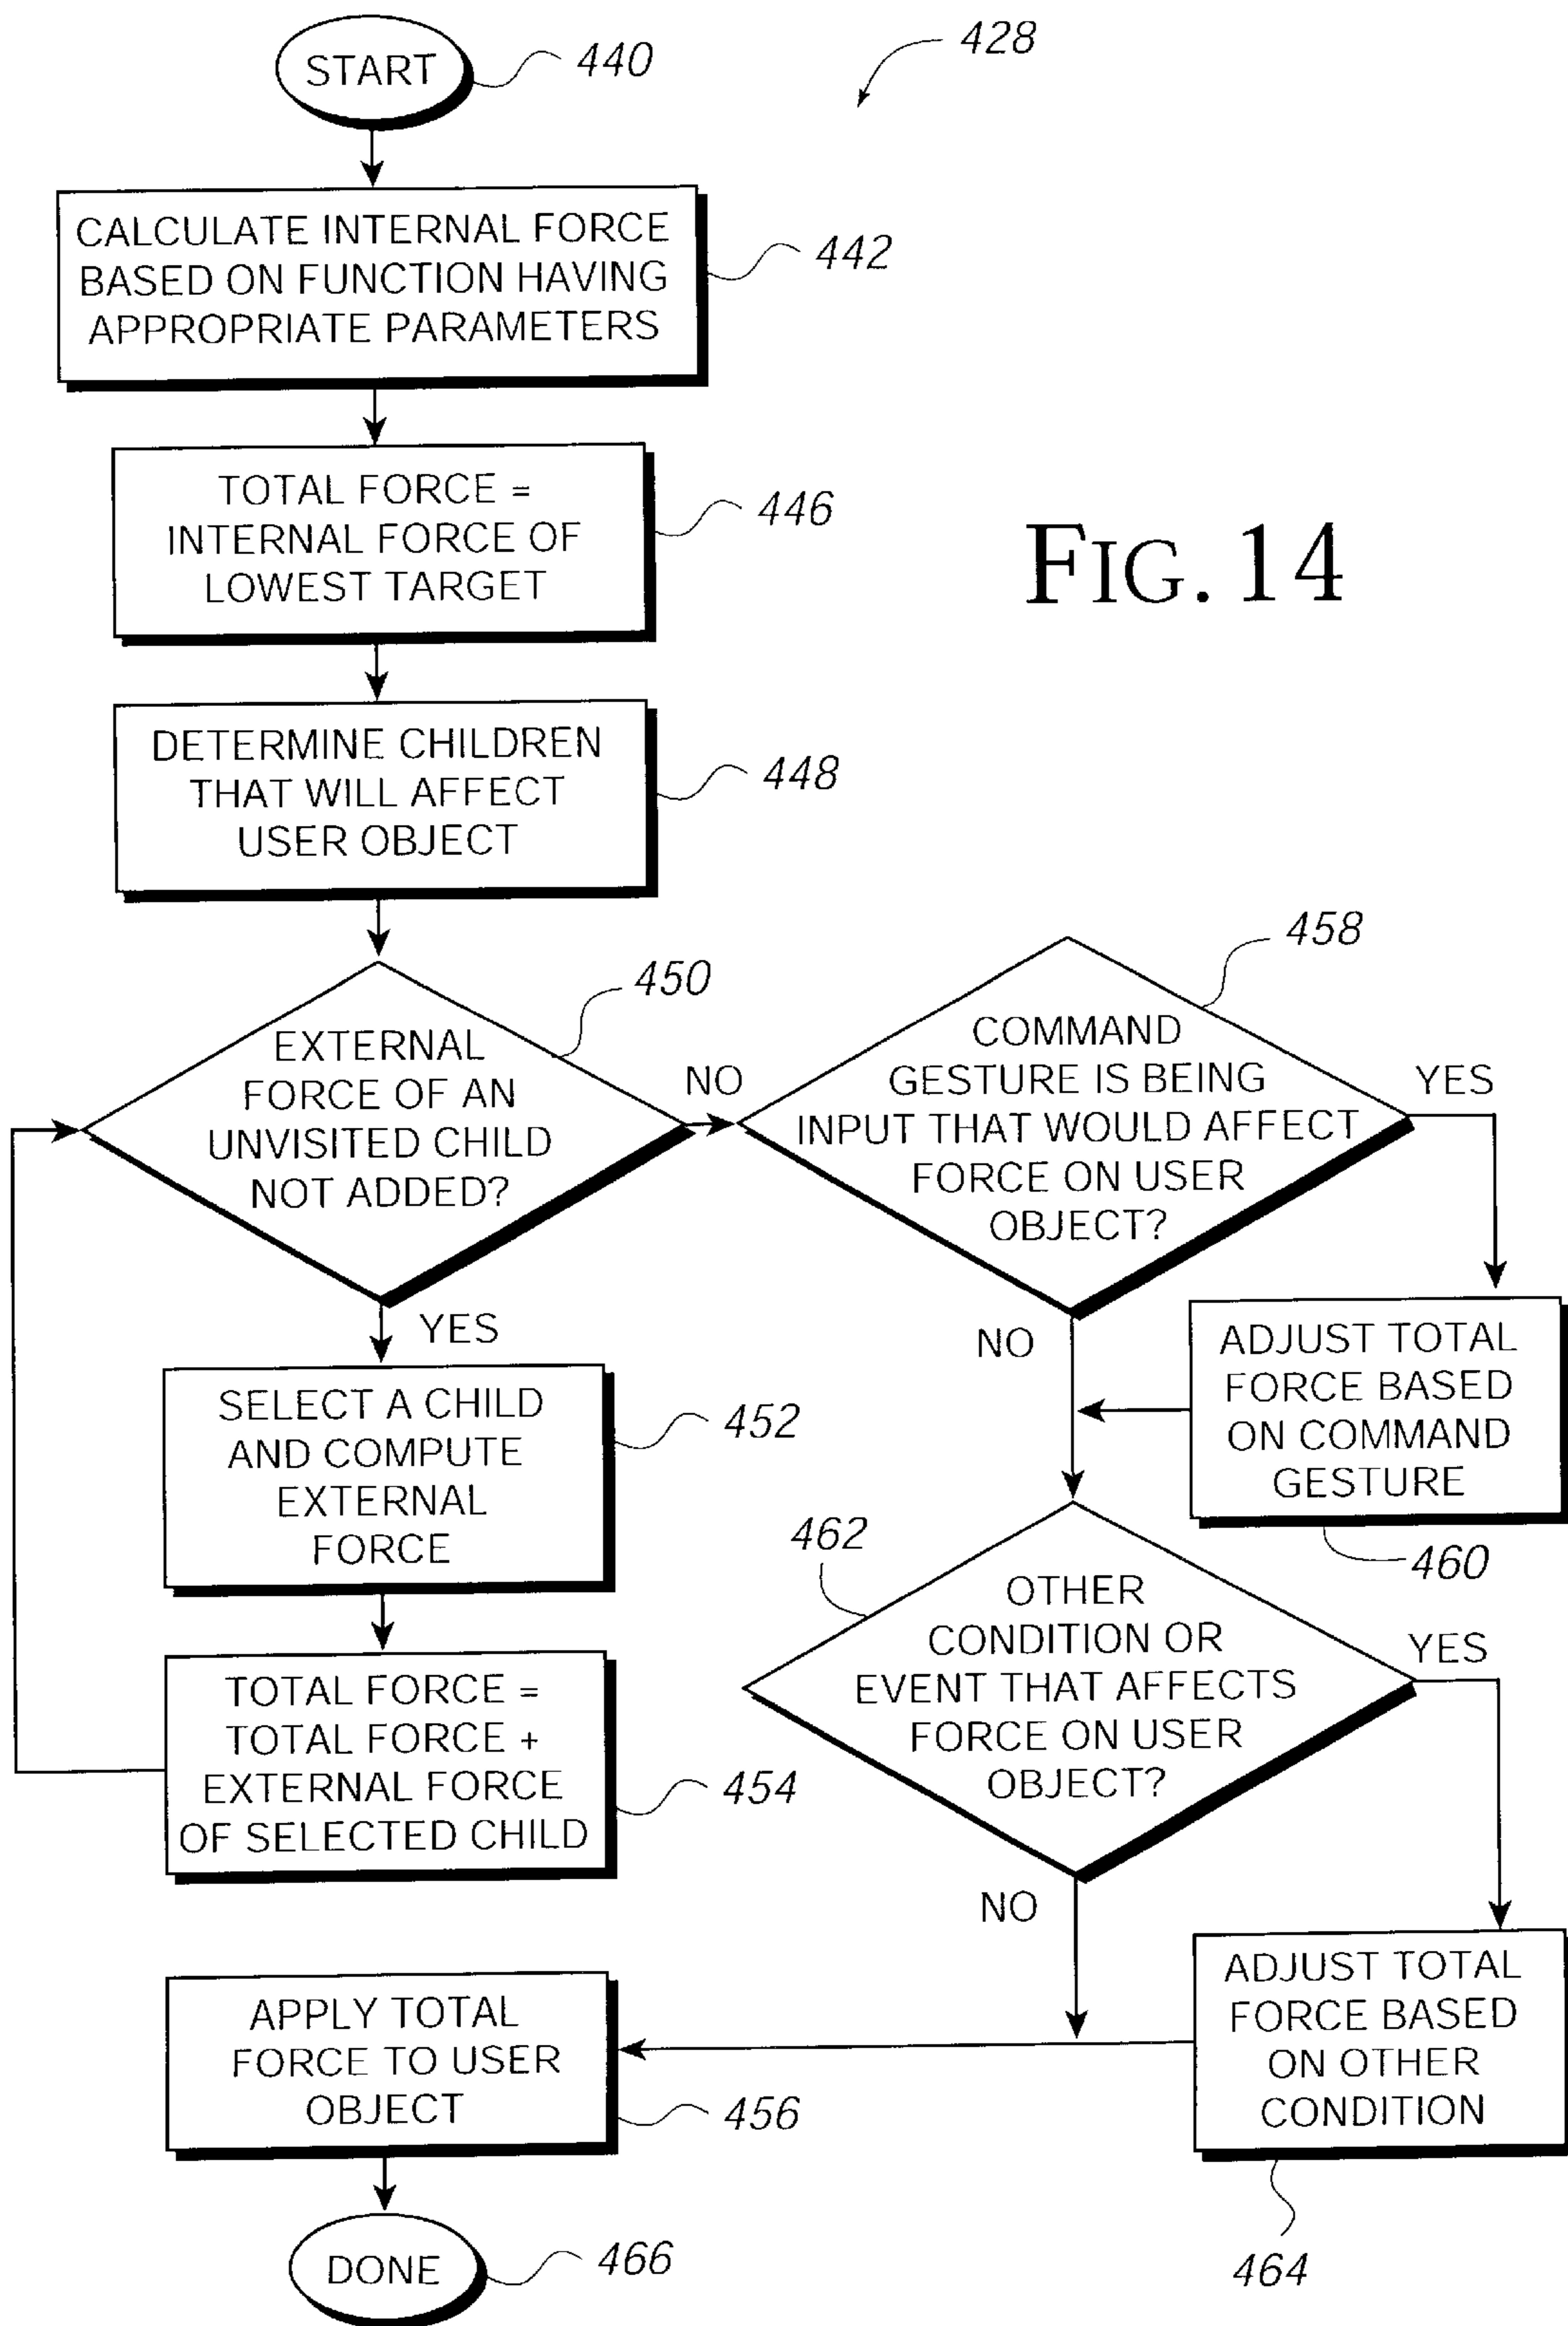 START
440
428
CALCULATE INTERNAL FORCE
BASED ON FUNCTION HAVING
APPROPRIATE PARAMETERS
442
TOTAL FORCE =
INTERNAL FORCE OF
LOWEST TARGET
446
FIG. 14
DETERMINE CHILDREN
THAT WILL AFFECT
USER OBJECT
448
EXTERNAL
FORCE OF AN
UNVISITED CHILD
NOT ADDED?
450
NO
YES
COMMAND
GESTURE IS BEING
INPUT THAT WOULD AFFECT
FORCE ON USER
OBJECT?
458
YES
NO
SELECT A CHILD
AND COMPUTE
EXTERNAL
FORCE
452
ADJUST TOTAL
FORCE BASED
ON COMMAND
GESTURE
460
TOTAL FORCE =
TOTAL FORCE +
EXTERNAL FORCE
OF SELECTED CHILD
454
462
OTHER
CONDITION OR
EVENT THAT AFFECTS
FORCE ON USER
OBJECT?
YES
NO
ADJUST TOTAL
FORCE BASED
ON OTHER
CONDITION
464
APPLY TOTAL
FORCE TO USER
OBJECT
456
DONE
466